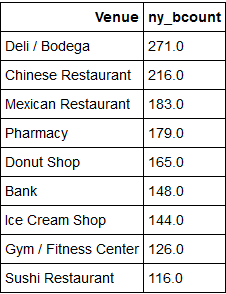 Venue ny_bcount
Deli / Bodega 271.0
Chinese Restaurant 216.0
Mexican Restaurant 183.0
Pharmacy 179.0
Donut Shop 165.0
Bank 148.0
Ice Cream Shop 144.0
Gym / Fitness Center 126.0
Sushi Restaurant 116.0